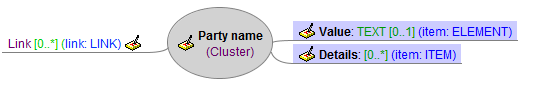 Link [0..*] (link: LINK)
Party name
(Cluster)
Value: TEXT [0..1] (item: ELEMENT)
Details: [0..*] (item: ITEM)